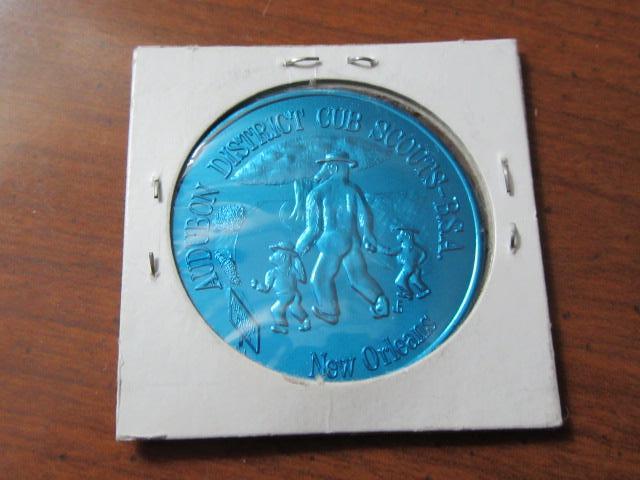 AUDUBON DISTRICT CUB SCOUTS-B.S.A.
New Orleans